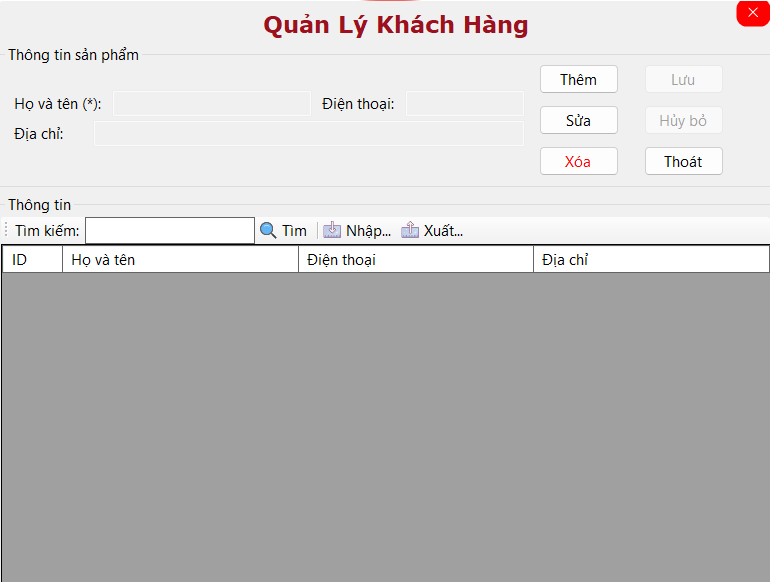 Quản Lý Khách Hàng
Thông tin sản phẩm
Thêm Lưu
Họ và tên (*): Điện thoại:
Sửa Hủy bỏ
Địa chỉ:
Xóa Thoát
Thông tin
Tìm kiếm: Tìm Nhập... Xuất...
ID Họ và tên Điện thoại Địa chỉ